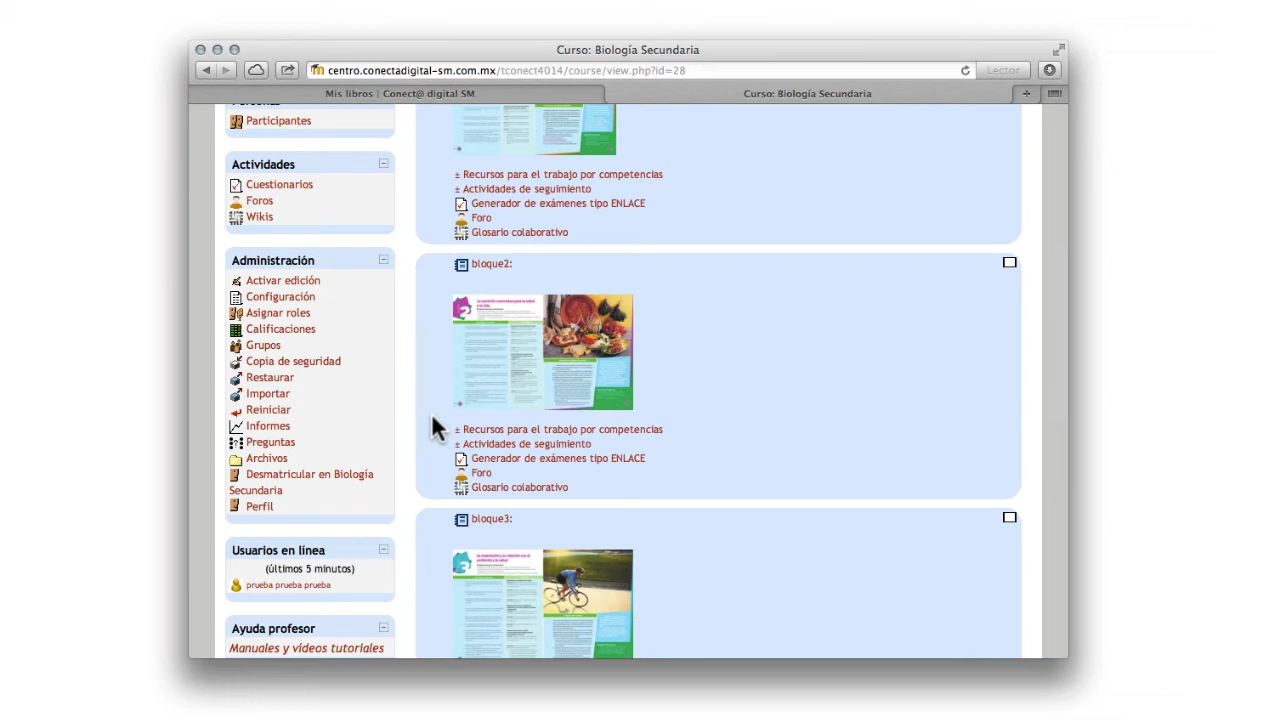 Curso: Biología Secundaria
centro.conectadigital-sm.com.mx/tconect4014/course/view.php?id=28
Lector
Mis libros | Conect@ digital SM
Curso: Biología Secundaria
Participantes
Actividades
Cuestionarios
Foros
Wikis
Administración
Activar edición
Configuración
Asignar roles
Calificaciones
Grupos
Copia de seguridad
Restaurar
Importar
Reiniciar
Informes
Preguntas
Archivos
Desmatricular en Biología
Secundaria
Perfil
Usuarios en línea
(últimos 5 minutos)
prueba prueba prueba
Ayuda profesor
Manuales y vídeos tutoriales
± Recursos para el trabajo por competencias
± Actividades de seguimiento
Generador de exámenes tipo ENLACE
Foro
Glosario colaborativo
bloque2:
± Recursos para el trabajo por competencias
± Actividades de seguimiento
Generador de exámenes tipo ENLACE
Foro
Glosario colaborativo
bloque3: